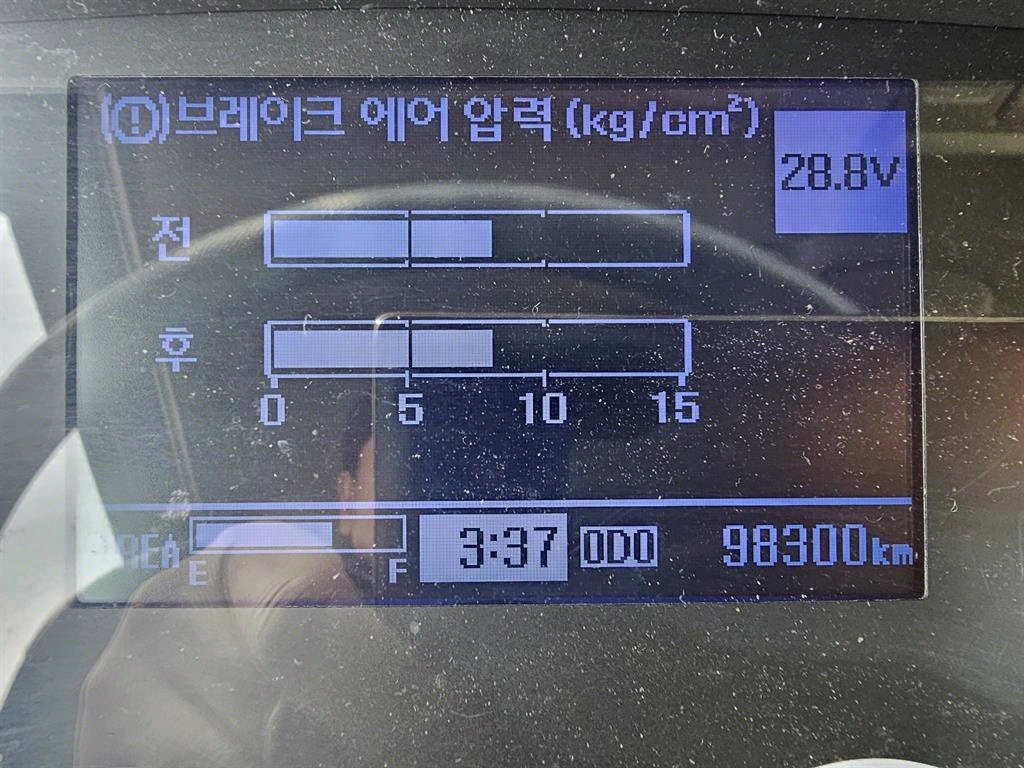 (!)브레이크 에어 압력(kg/cm²)
28.8V
전
후
0 5 10 15
UREA E F 3:37 ODO 98300km